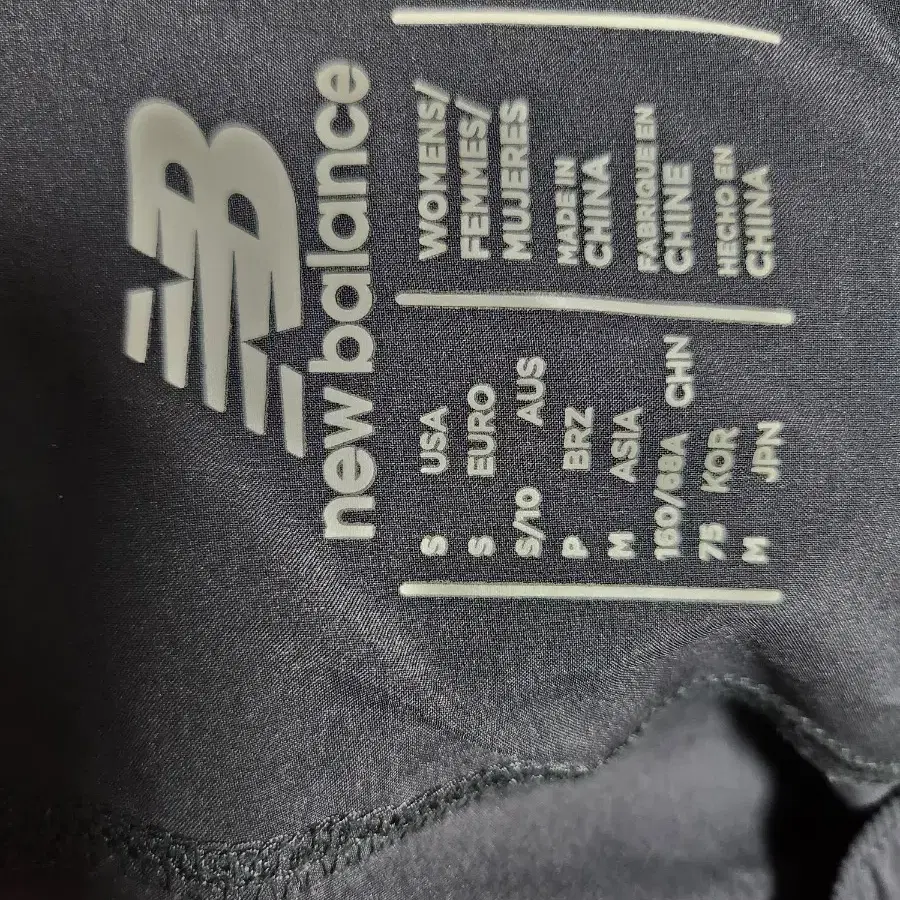 NB
new balance
WOMENS/
FEMMES/
MUJERES
MADE IN
CHINA
FABRIQUE EN
CHINE
HECHO EN
CHINA
S USA
S EURO
S/10 AUS
P BRZ
M ASIA
160/68A CHN
75 KOR
M JPN